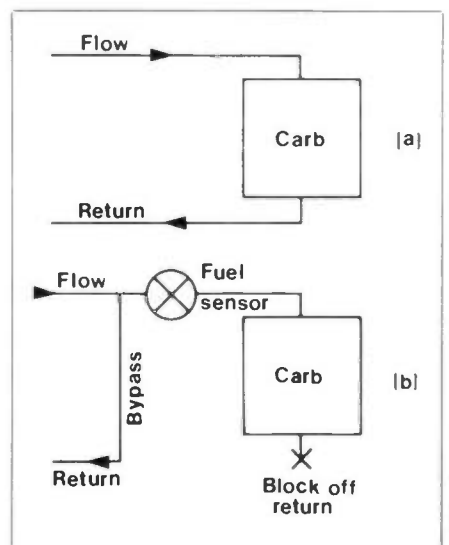 Flow
Carb
(a)
Return
Flow
Fuel
sensor
Bypass
Carb
(b)
Return
Block off
return